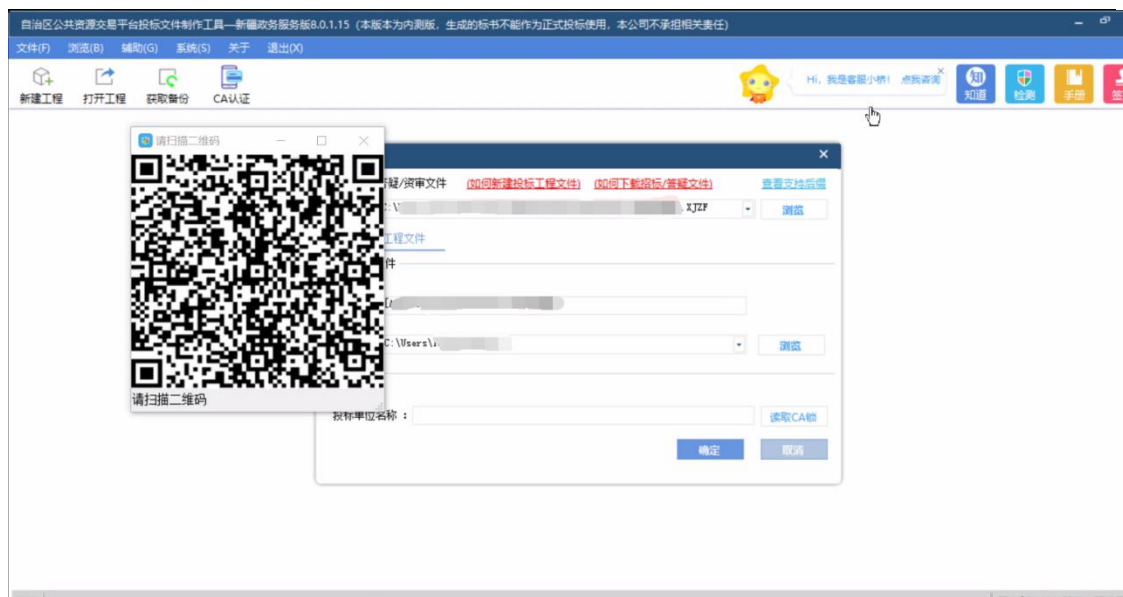 自治区公共资源交易平台投标文件制作工具—新疆政务服务版8.0.1.15（本版本为内测版，生成的标书不能作为正式投标使用，本公司不承担相关责任）
文件(F) 浏览(B) 辅助(G) 系统(S) 关于 退出(X)
新建工程 打开工程 获取备份 CA认证
Hi，我是客服小桥！ 点我咨询
知
知道 检测 手册 签
请扫描二维码
疑/资审文件 (如何新建投标工程文件) (如何下载招标/答疑文件) 查看支持后缀
:\ .XJZF 浏览
工程文件
件
C:\Users\ 浏览
请扫描二维码
投标单位名称：
读取CA锁
确定 取消